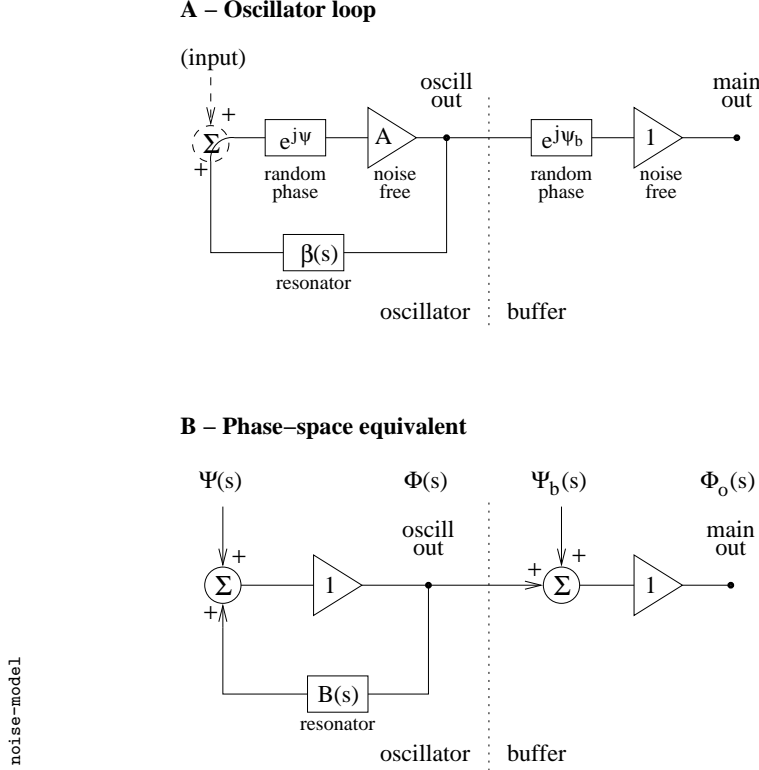 A – Oscillator loop
(input)
oscill out
main out
+
Σ
+
e^jψ
A
e^jψ_b
1
random phase
noise free
random phase
noise free
β(s)
resonator
oscillator
buffer
B – Phase–space equivalent
Ψ(s)
Φ(s)
Ψ_b(s)
Φ_o(s)
oscill out
main out
+
+
+
Σ
1
Σ
1
+
B(s)
resonator
oscillator
buffer
noise-model